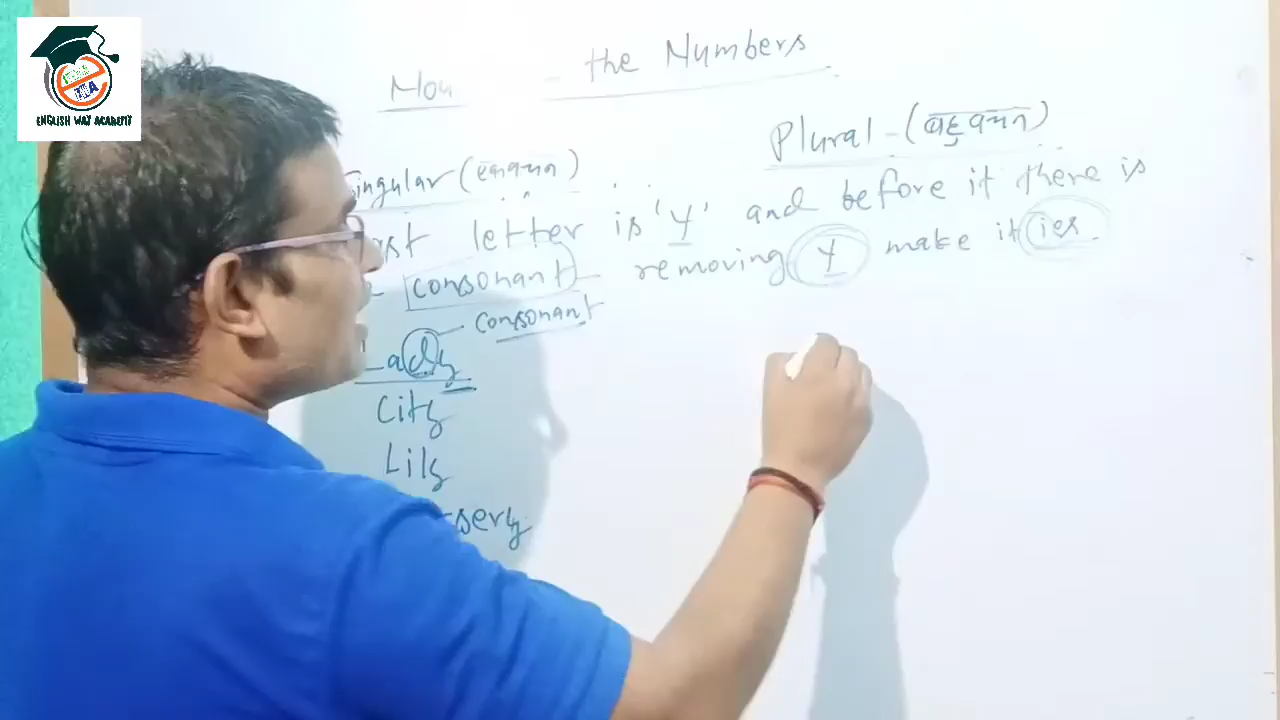 ENGLISH WAY ACADEMY
the Numbers
Singular (एकवचन)
Plural - (बहुवचन)
letter is 'Y' and before it there is
consonant removing Y make it ies.
consonant
Lady
City
Lily